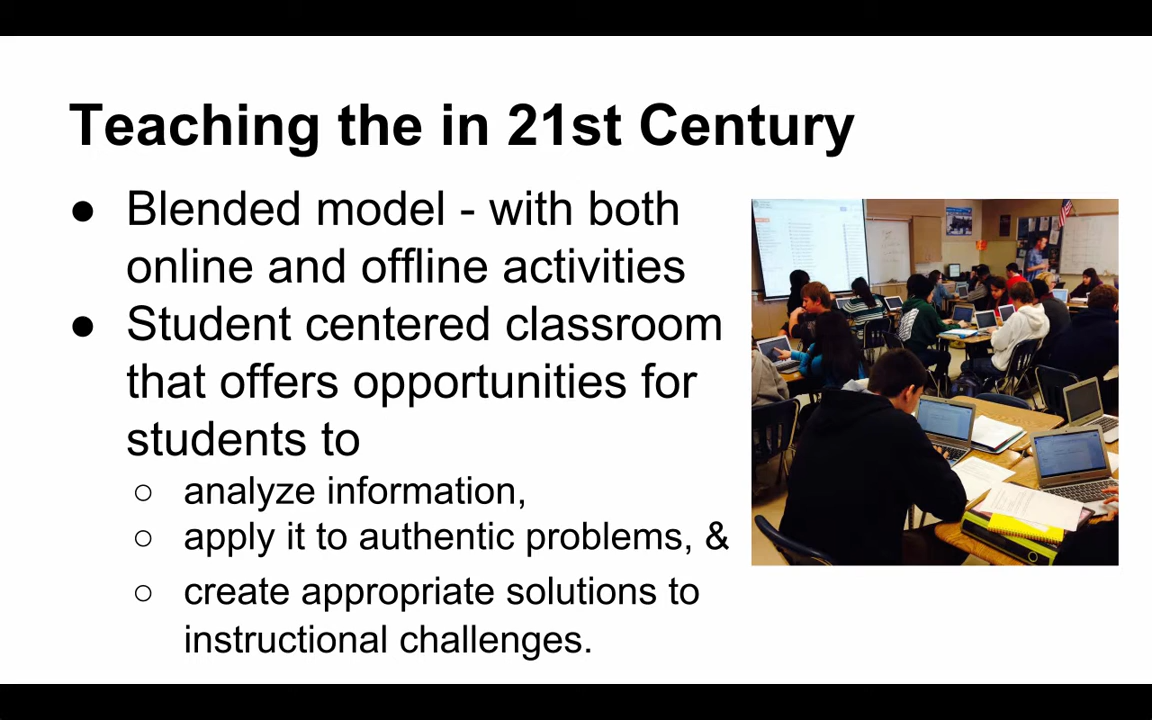 Teaching the in 21st Century
● Blended model - with both
online and offline activities
● Student centered classroom
that offers opportunities for
students to
○ analyze information,
○ apply it to authentic problems, &
○ create appropriate solutions to
instructional challenges.